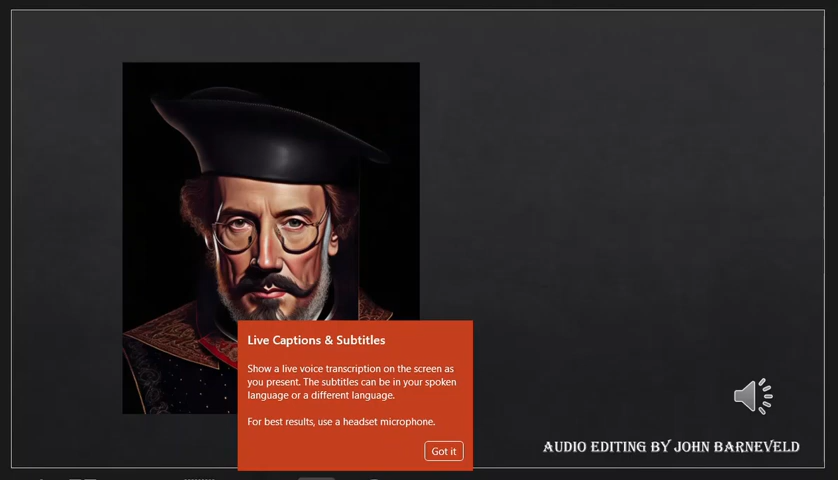 Live Captions & Subtitles
Show a live voice transcription on the screen as
you present. The subtitles can be in your spoken
language or a different language.
For best results, use a headset microphone.
Got it
AUDIO EDITING BY JOHN BARNEVELD